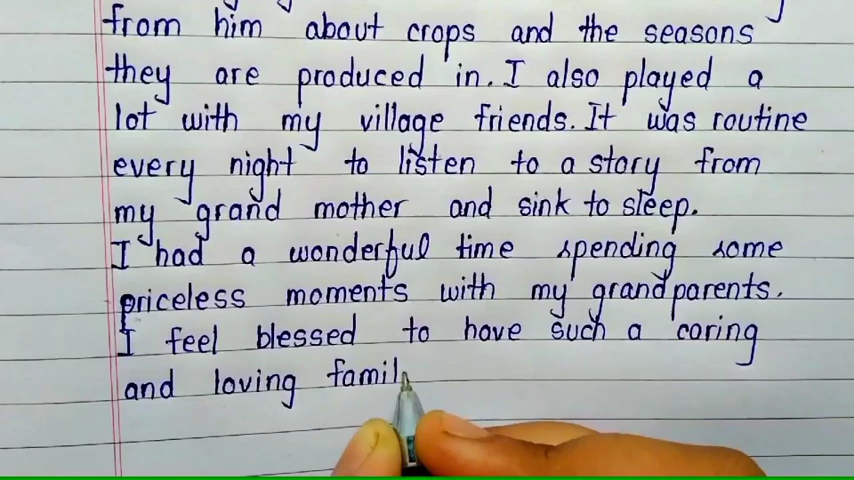 from him about crops and the seasons
they are produced in. I also played a
lot with my village friends. It was routine
every night to listen to a story from
my grand mother and sink to sleep.
I had a wonderful time spending some
priceless moments with my grandparents.
I feel blessed to have such a caring
and loving famil